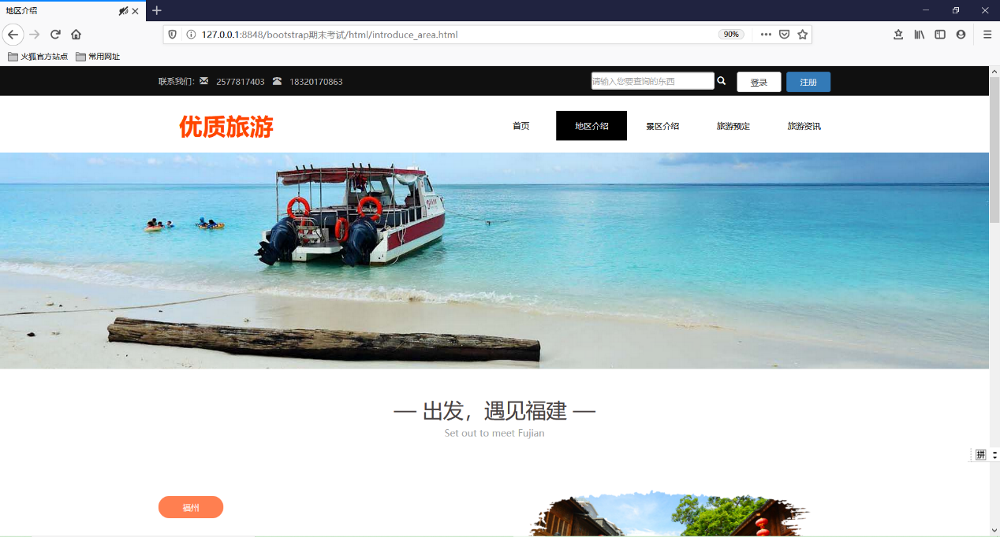 地区介绍
127.0.0.1:8848/bootstrap期末考试/html/introduce_area.html 90%
火狐官方站点 常用网址
联系我们: 2577817403 18320170863 请输入您要查询的东西 登录 注册
优质旅游 首页 地区介绍 景区介绍 旅游预定 旅游资讯
— 出发，遇见福建 —
Set out to meet Fujian
拼
福州